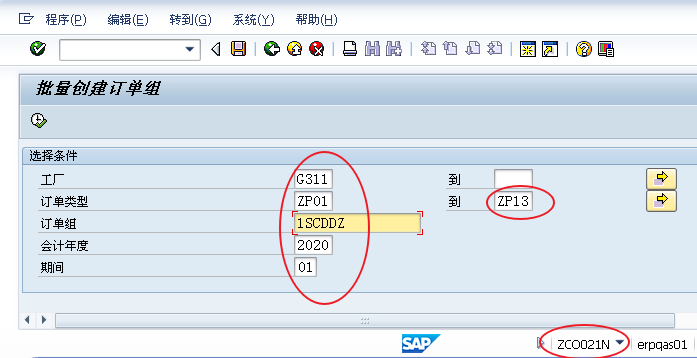 程序(P) 编辑(E) 转到(G) 系统(Y) 帮助(H)
批量创建订单组
选择条件
工厂 G311 到
订单类型 ZP01 到 ZP13
订单组 1SCDDZ
会计年度 2020
期间 01
SAP ZCO021N erpqas01